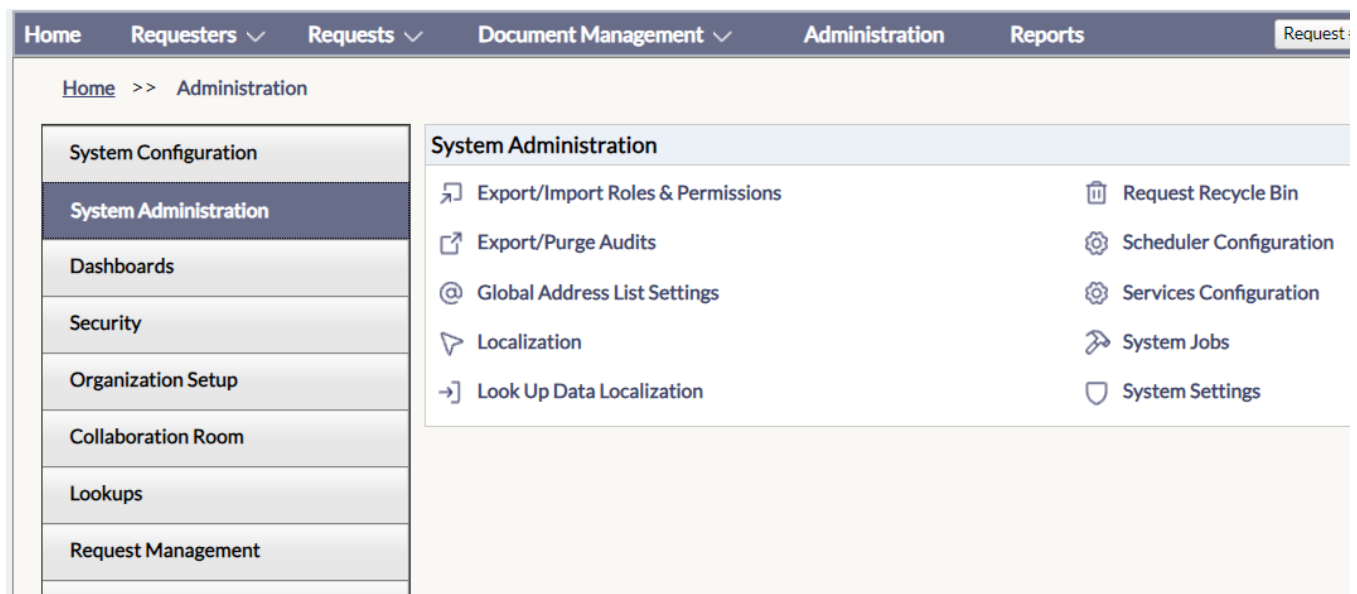 Home Requesters Requests Document Management Administration Reports Request
Home >> Administration
System Configuration
System Administration
Dashboards
Security
Organization Setup
Collaboration Room
Lookups
Request Management
System Administration
Export/Import Roles & Permissions
Export/Purge Audits
Global Address List Settings
Localization
Look Up Data Localization
Request Recycle Bin
Scheduler Configuration
Services Configuration
System Jobs
System Settings